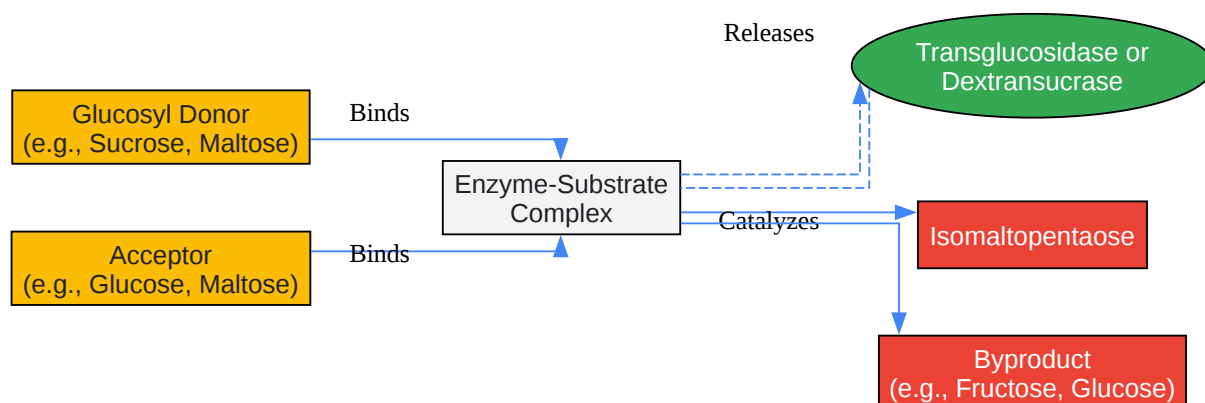 Releases
Transglucosidase or
Dextransucrase
Glucosyl Donor
(e.g., Sucrose, Maltose)
Binds
Enzyme-Substrate
Complex
Catalyzes
Isomaltopentaose
Acceptor
(e.g., Glucose, Maltose)
Binds
Byproduct
(e.g., Fructose, Glucose)